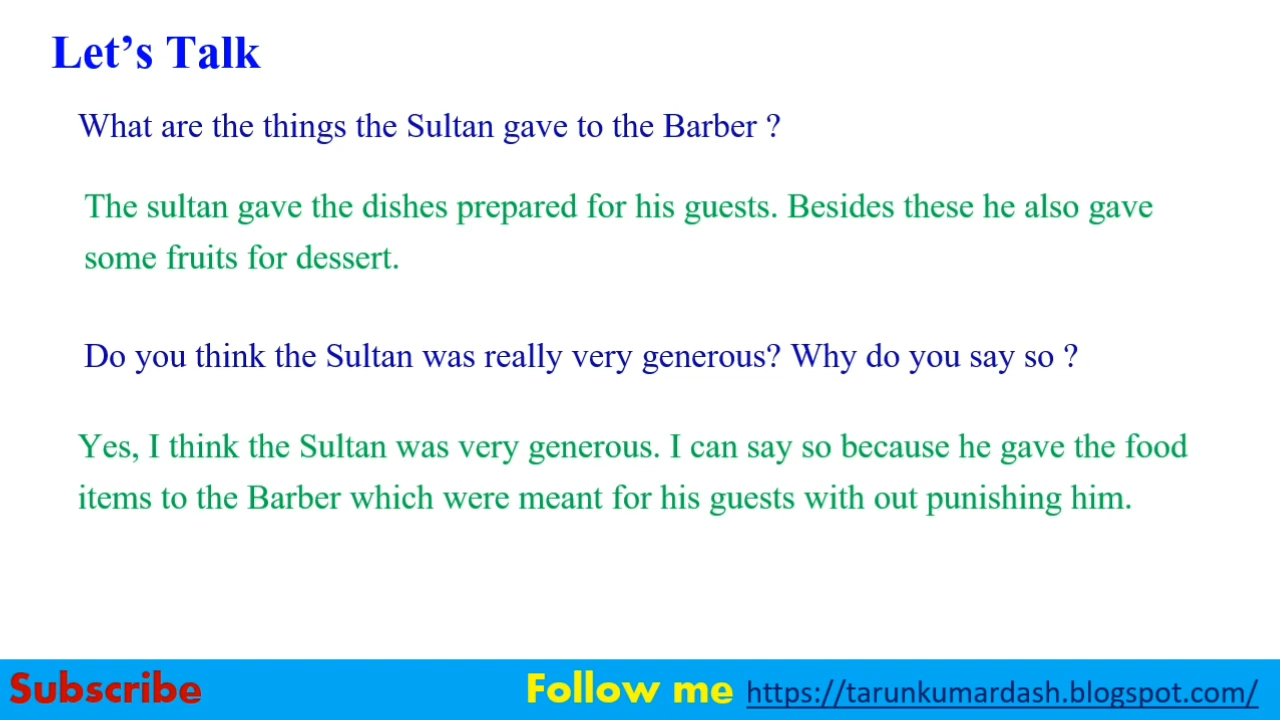 Let’s Talk
What are the things the Sultan gave to the Barber ?
The sultan gave the dishes prepared for his guests. Besides these he also gave
some fruits for dessert.
Do you think the Sultan was really very generous? Why do you say so ?
Yes, I think the Sultan was very generous. I can say so because he gave the food
items to the Barber which were meant for his guests with out punishing him.
Subscribe Follow me https://tarunkumardash.blogspot.com/